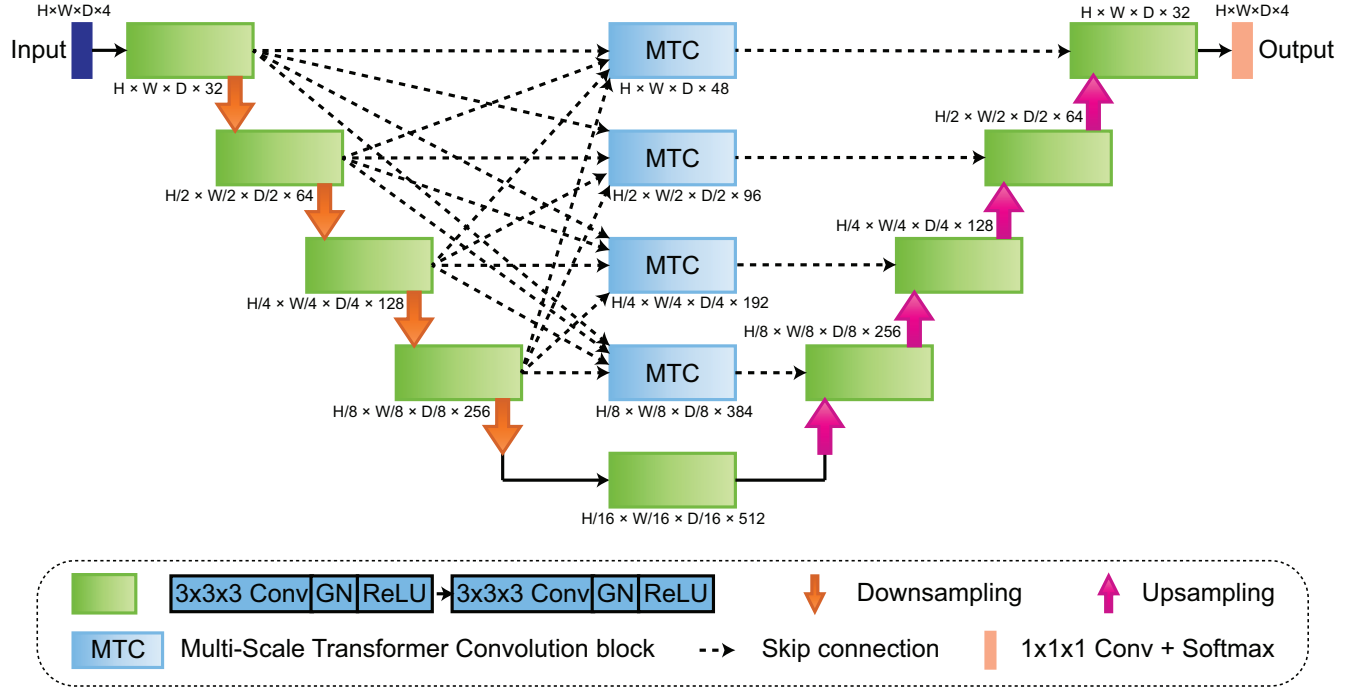 H×W×D×4
Input
H × W × D × 32
MTC
H × W × D × 48
H × W × D × 32
H×W×D×4
Output
H/2 × W/2 × D/2 × 64
MTC
H/2 × W/2 × D/2 × 96
H/2 × W/2 × D/2 × 64
H/4 × W/4 × D/4 × 128
MTC
H/4 × W/4 × D/4 × 192
H/4 × W/4 × D/4 × 128
H/8 × W/8 × D/8 × 256
MTC
H/8 × W/8 × D/8 × 384
H/8 × W/8 × D/8 × 256
H/16 × W/16 × D/16 × 512
3x3x3 Conv GN ReLU 3x3x3 Conv GN ReLU
Downsampling
Upsampling
MTC
Multi-Scale Transformer Convolution block
Skip connection
1x1x1 Conv + Softmax